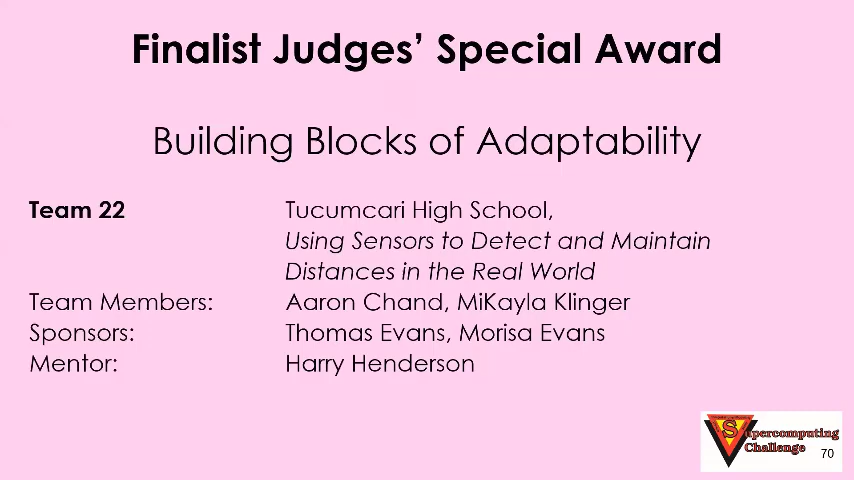 Finalist Judges’ Special Award
Building Blocks of Adaptability
Team 22 Tucumcari High School,
Using Sensors to Detect and Maintain
Distances in the Real World
Team Members: Aaron Chand, MiKayla Klinger
Sponsors: Thomas Evans, Morisa Evans
Mentor: Harry Henderson
Supercomputing
Challenge
70